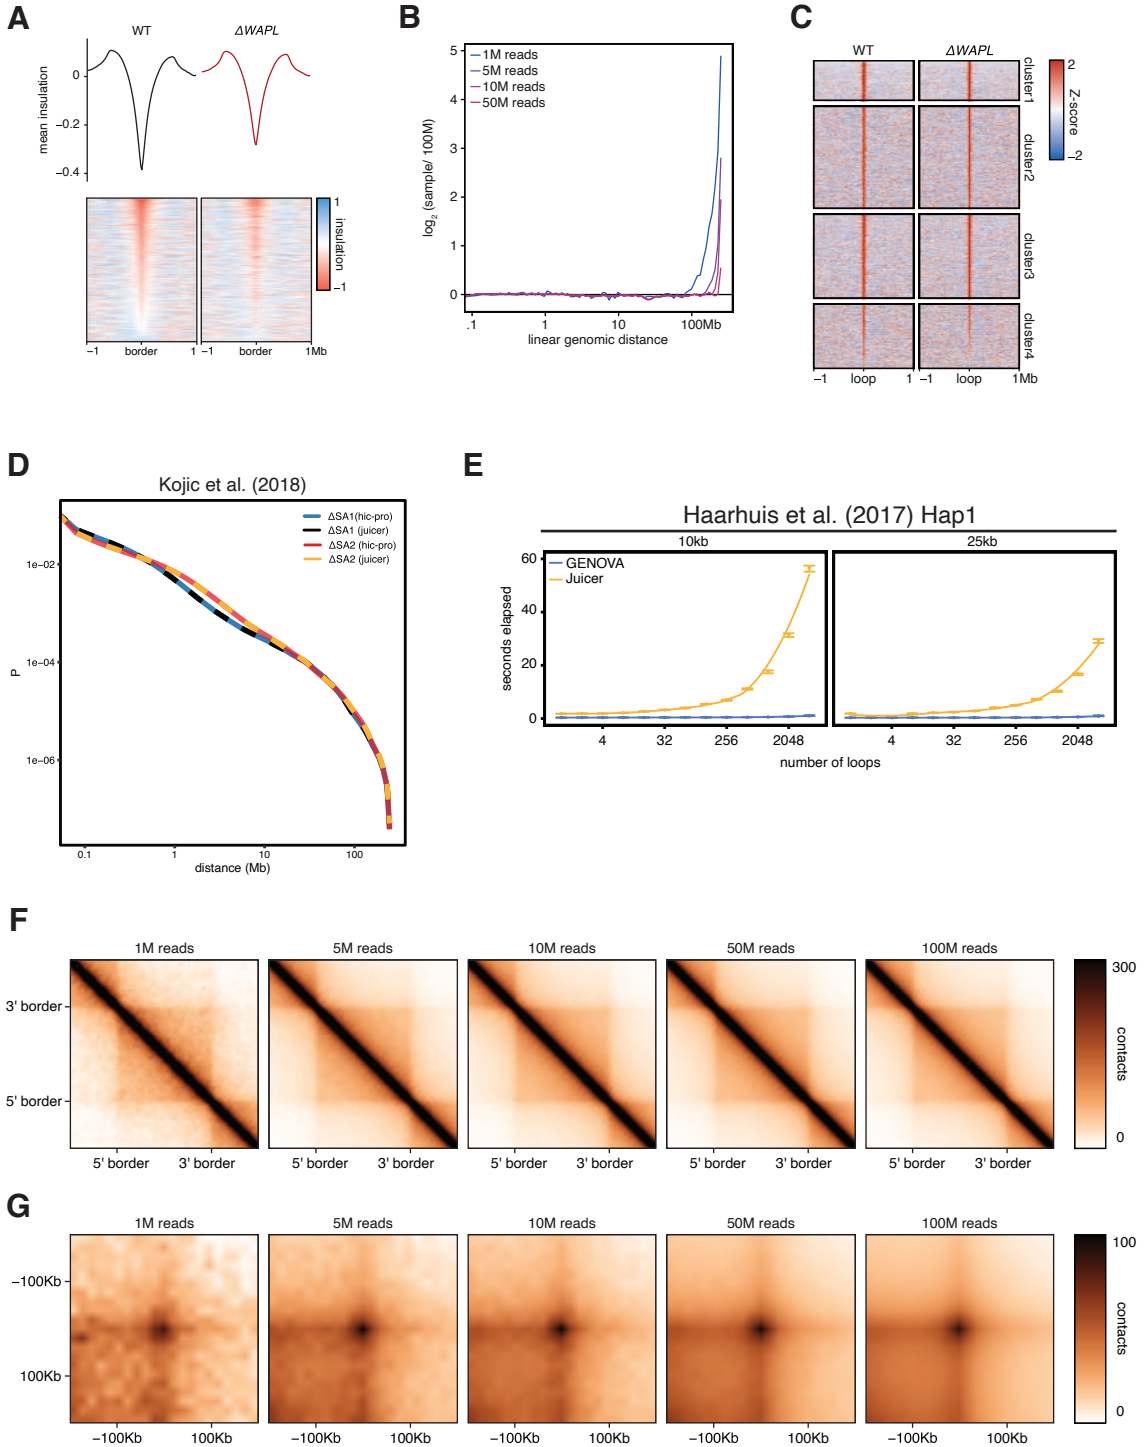 A
WT
ΔWAPL
mean insulation
0
−0.2
−0.4
1
insulation
−1
−1
border
1
−1
border
1Mb
B
5
4
3
2
1
0
log2 (sample/ 100M)
1M reads
5M reads
10M reads
50M reads
.1
1
10
100Mb
linear genomic distance
C
WT
ΔWAPL
cluster1
cluster2
cluster3
cluster4
2
Z-score
−2
−1
loop
1
−1
loop
1Mb
D
Kojic et al. (2018)
ΔSA1(hic-pro)
ΔSA1 (juicer)
ΔSA2 (hic-pro)
ΔSA2 (juicer)
1e−02
1e−04
1e−06
P
0.1
1
10
100
distance (Mb)
E
Haarhuis et al. (2017) Hap1
10kb
25kb
GENOVA
Juicer
60
40
20
0
seconds elapsed
4
32
256
2048
4
32
256
2048
number of loops
F
1M reads
5M reads
10M reads
50M reads
100M reads
3' border
5' border
5' border
3' border
5' border
3' border
5' border
3' border
5' border
3' border
5' border
3' border
300
contacts
0
G
1M reads
5M reads
10M reads
50M reads
100M reads
−100Kb
100Kb
−100Kb
100Kb
−100Kb
100Kb
−100Kb
100Kb
−100Kb
100Kb
−100Kb
100Kb
100
contacts
0